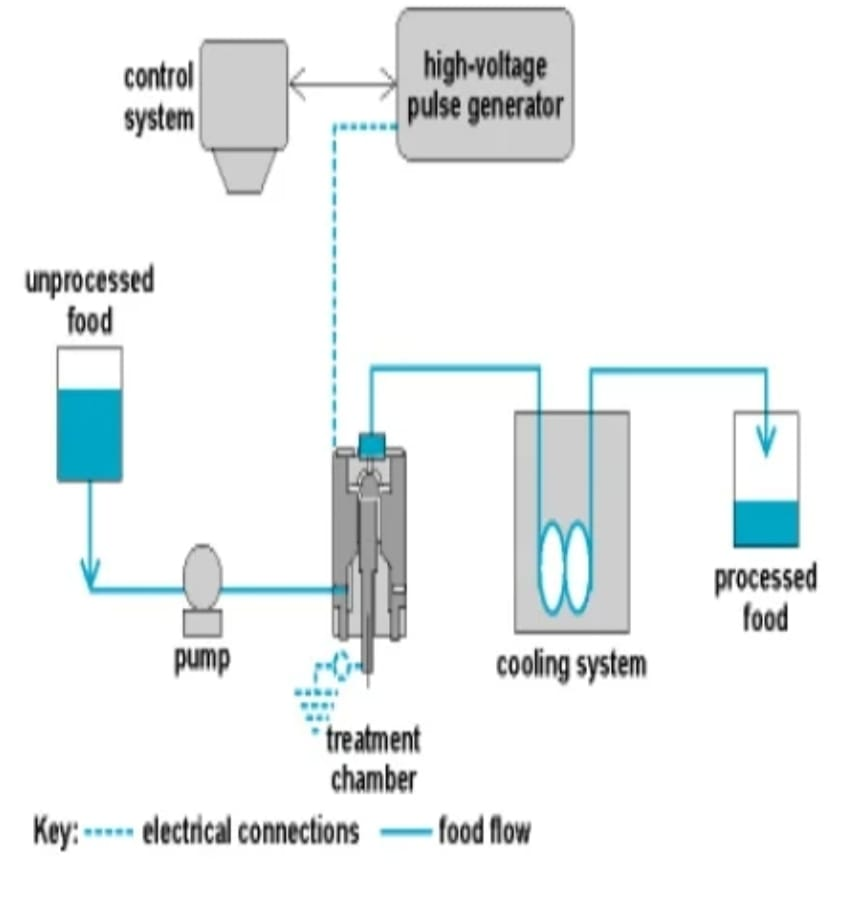 control
system
high-voltage
pulse generator
unprocessed
food
pump
treatment
chamber
cooling system
processed
food
Key: electrical connections food flow